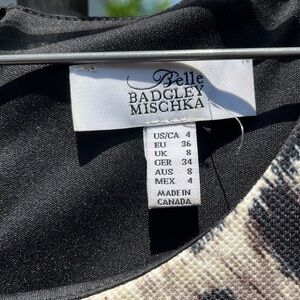 Belle
BADGLEY
MISCHKA
US/CA 4
EU 36
UK 8
GER 34
AUS 8
MEX 4
MADE IN
CANADA